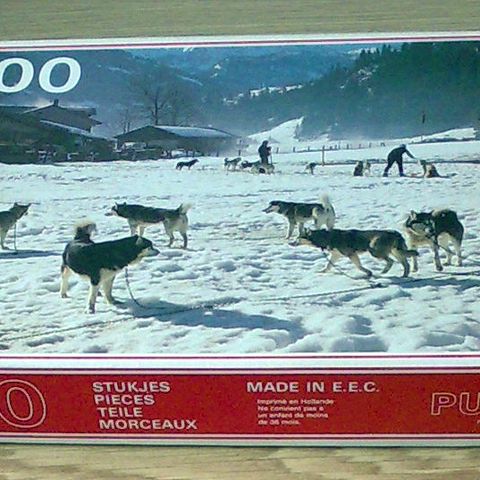 00
0
STUKJES
PIECES
TEILE
MORCEAUX
MADE IN E.E.C.
Imprimé en Hollande
Ne convient pas à
un enfant de moins
de 36 mois.
PU